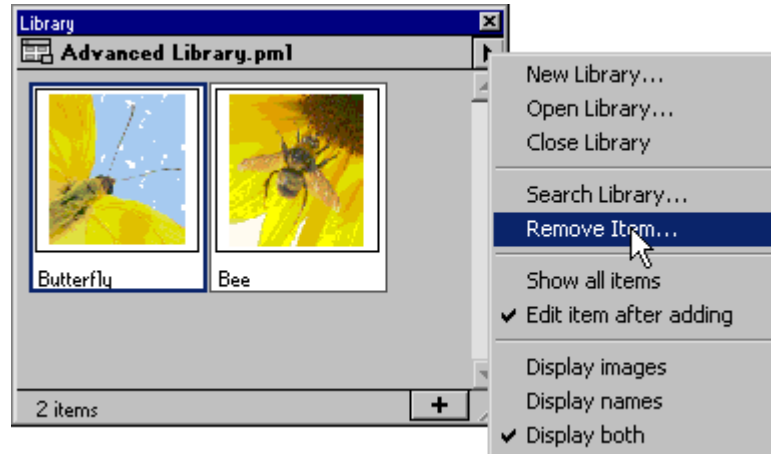 Library
Advanced Library.pml
Butterfly
Bee
2 items
New Library...
Open Library...
Close Library
Search Library...
Remove Item...
Show all items
Edit item after adding
Display images
Display names
Display both